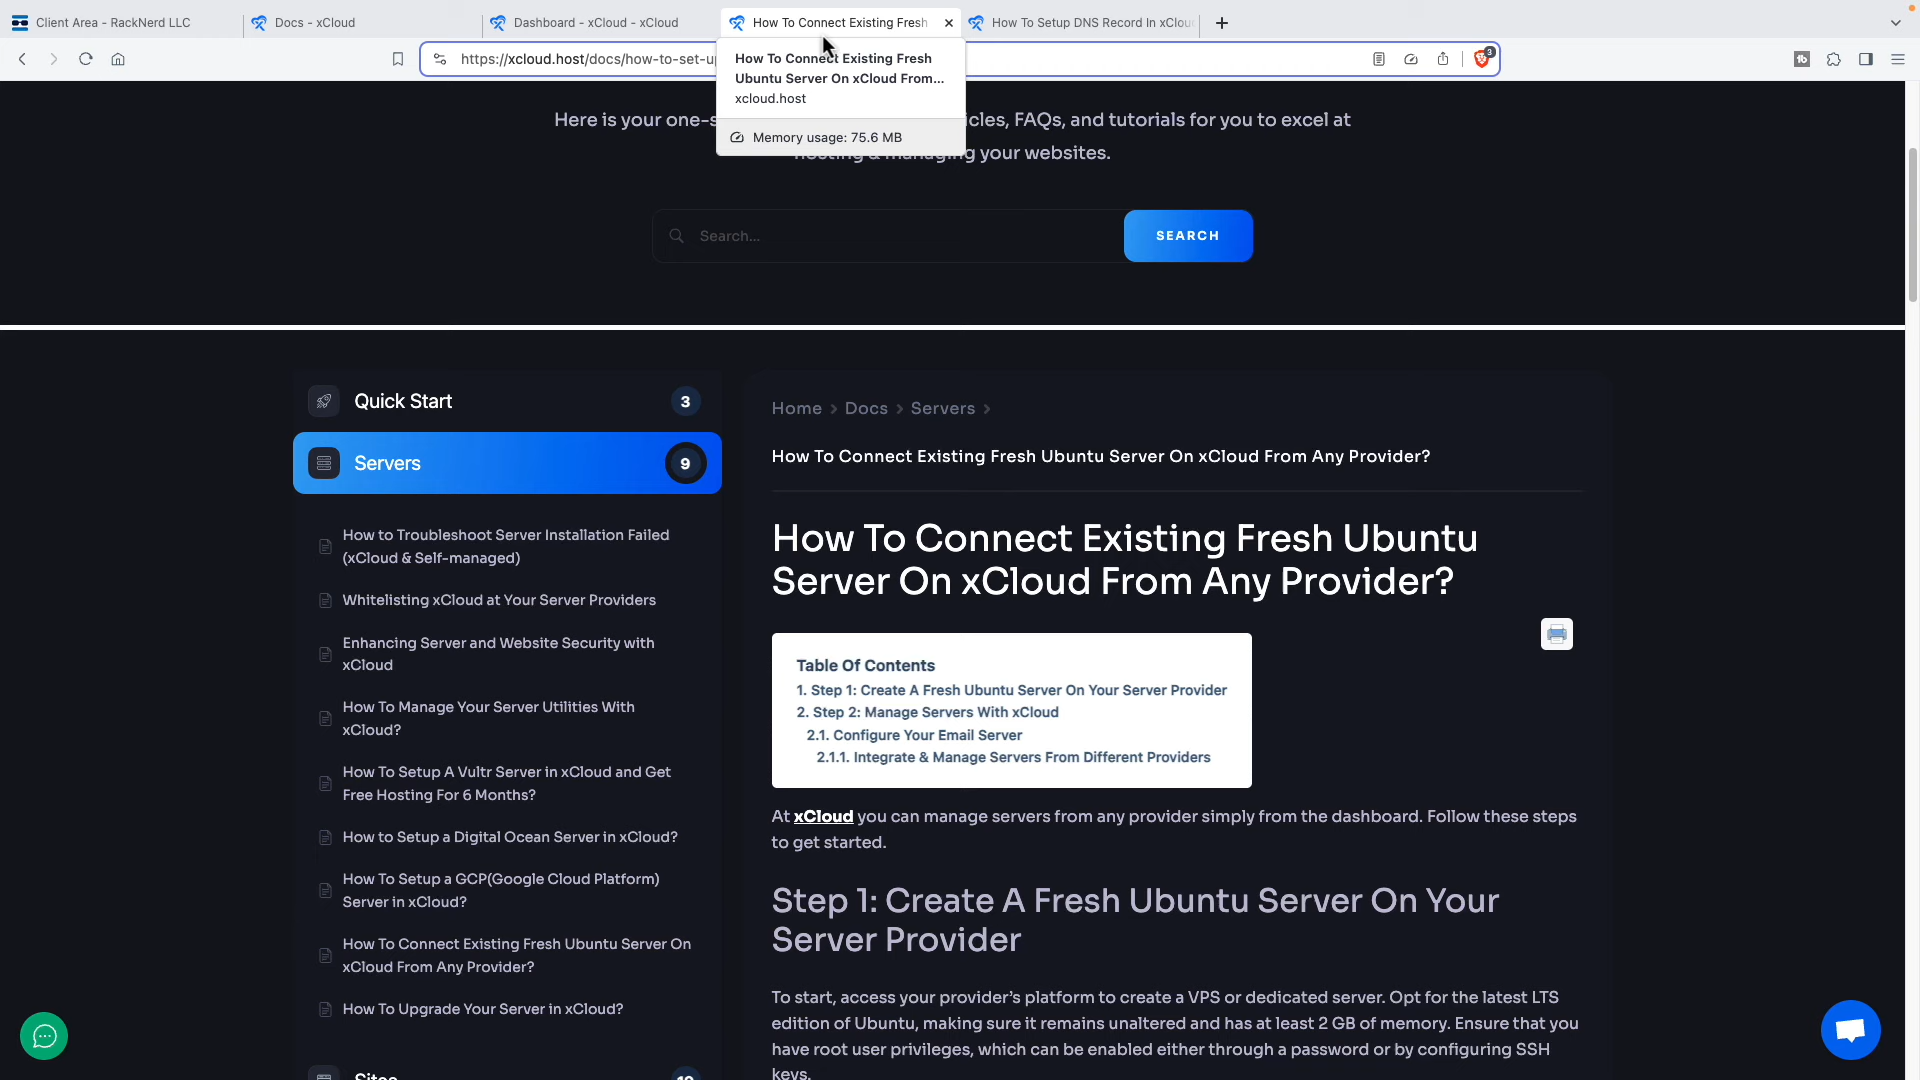 Client Area - RackNerd LLC
Docs - xCloud
Dashboard - xCloud - xCloud
How To Connect Existing Fresh
How To Setup DNS Record In xClou
https://xcloud.host/docs/how-to-set-u
3
How To Connect Existing Fresh
Ubuntu Server On xCloud From...
xcloud.host
Memory usage: 75.6 MB
Here is your one-s
icles, FAQs, and tutorials for you to excel at
hosting & managing your websites.
Search...
SEARCH
Quick Start
3
Servers
9
How to Troubleshoot Server Installation Failed
(xCloud & Self-managed)
Whitelisting xCloud at Your Server Providers
Enhancing Server and Website Security with
xCloud
How To Manage Your Server Utilities With
xCloud?
How To Setup A Vultr Server in xCloud and Get
Free Hosting For 6 Months?
How to Setup a Digital Ocean Server in xCloud?
How To Setup a GCP(Google Cloud Platform)
Server in xCloud?
How To Connect Existing Fresh Ubuntu Server On
xCloud From Any Provider?
How To Upgrade Your Server in xCloud?
Sites
Home > Docs > Servers >
How To Connect Existing Fresh Ubuntu Server On xCloud From Any Provider?
How To Connect Existing Fresh Ubuntu
Server On xCloud From Any Provider?
Table Of Contents
1. Step 1: Create A Fresh Ubuntu Server On Your Server Provider
2. Step 2: Manage Servers With xCloud
2.1. Configure Your Email Server
2.1.1. Integrate & Manage Servers From Different Providers
At xCloud you can manage servers from any provider simply from the dashboard. Follow these steps
to get started.
Step 1: Create A Fresh Ubuntu Server On Your
Server Provider
To start, access your provider's platform to create a VPS or dedicated server. Opt for the latest LTS
edition of Ubuntu, making sure it remains unaltered and has at least 2 GB of memory. Ensure that you
have root user privileges, which can be enabled either through a password or by configuring SSH
keys.